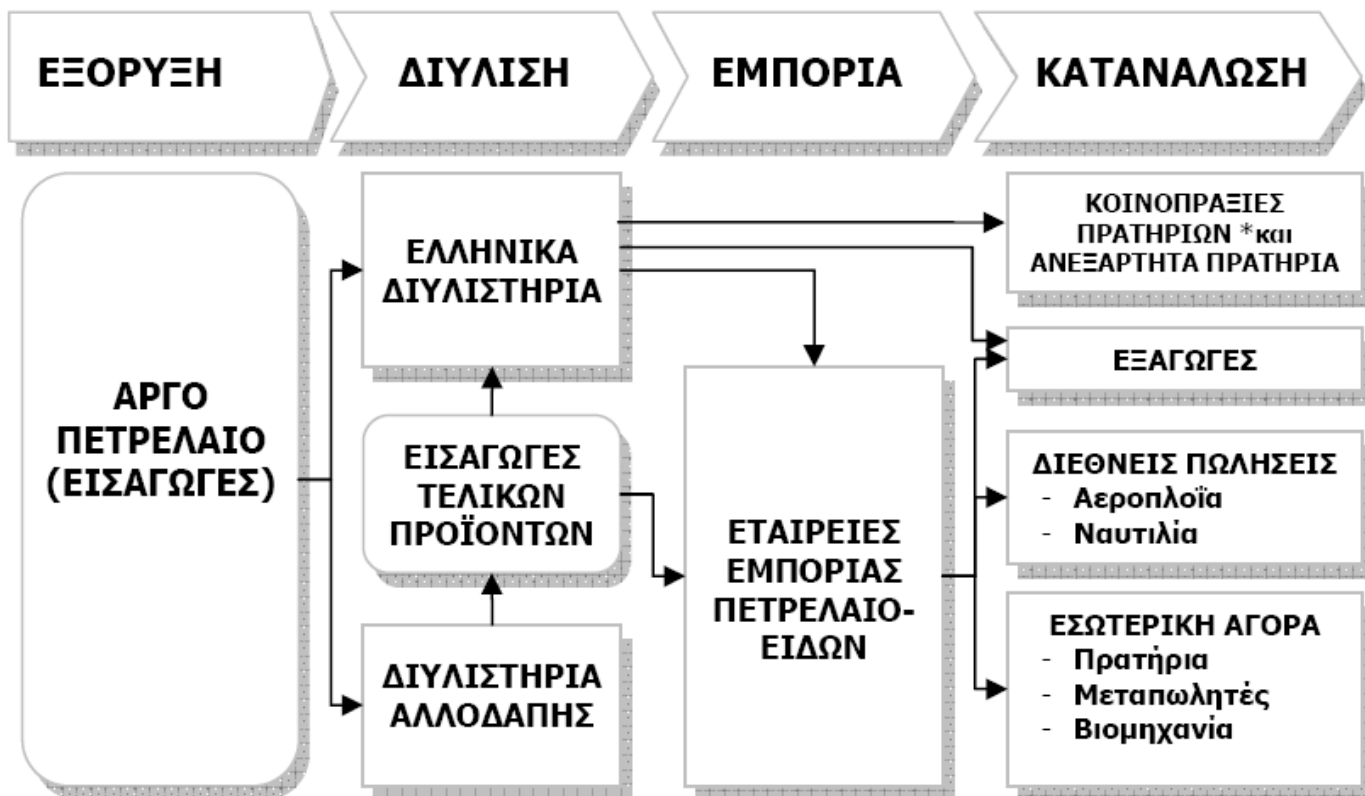 ΕΞΟΡΥΞΗ
ΔΙΥΛΙΣΗ
ΕΜΠΟΡΙΑ
ΚΑΤΑΝΑΛΩΣΗ
ΑΡΓΟ
ΠΕΤΡΕΛΑΙΟ
(ΕΙΣΑΓΩΓΕΣ)
ΕΛΛΗΝΙΚΑ
ΔΙΥΛΙΣΤΗΡΙΑ
ΕΙΣΑΓΩΓΕΣ
ΤΕΛΙΚΩΝ
ΠΡΟΪΟΝΤΩΝ
ΔΙΥΛΙΣΤΗΡΙΑ
ΑΛΛΟΔΑΠΗΣ
ΕΤΑΙΡΕΙΕΣ
ΕΜΠΟΡΙΑΣ
ΠΕΤΡΕΛΑΙΟ-
ΕΙΔΩΝ
ΚΟΙΝΟΠΡΑΞΙΕΣ
ΠΡΑΤΗΡΙΩΝ *και
ΑΝΕΞΑΡΤΗΤΑ ΠΡΑΤΗΡΙΑ
ΕΞΑΓΩΓΕΣ
ΔΙΕΘΝΕΙΣ ΠΩΛΗΣΕΙΣ
- Αεροπλοΐα
- Ναυτιλία
ΕΣΩΤΕΡΙΚΗ ΑΓΟΡΑ
- Πρατήρια
- Μεταπωλητές
- Βιομηχανία